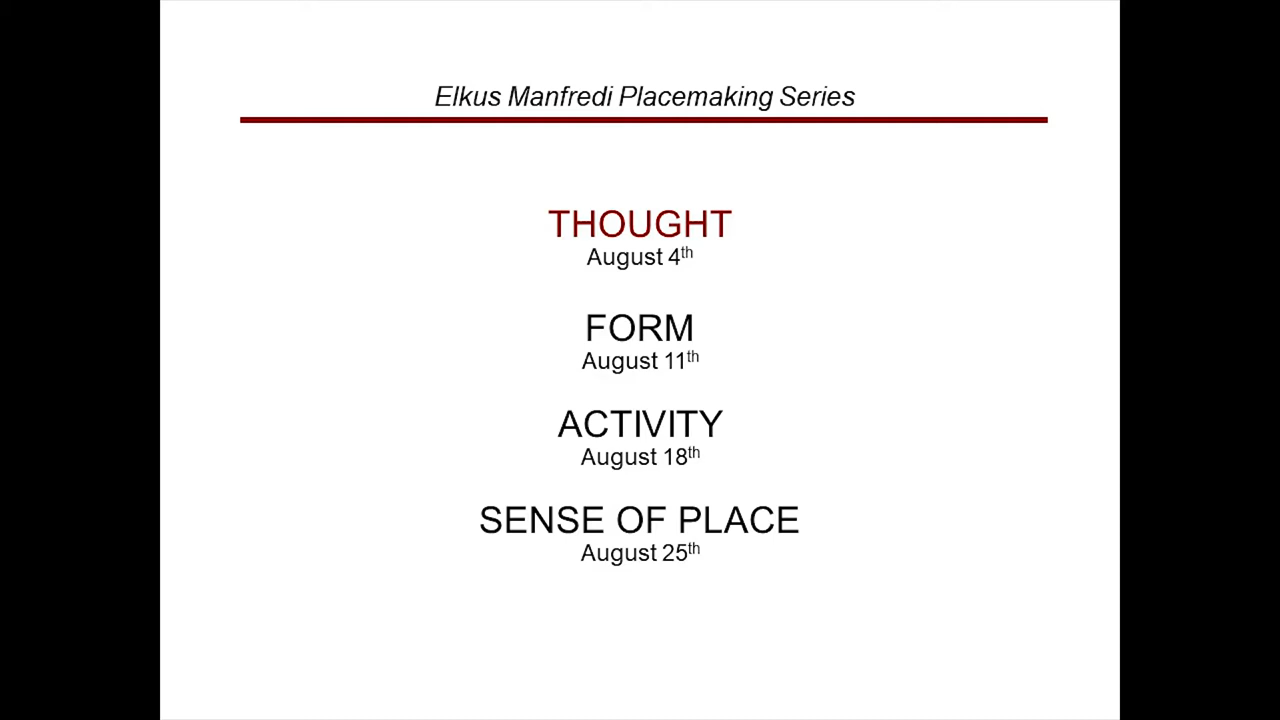 Elkus Manfredi Placemaking Series
THOUGHT
August 4th
FORM
August 11th
ACTIVITY
August 18th
SENSE OF PLACE
August 25th